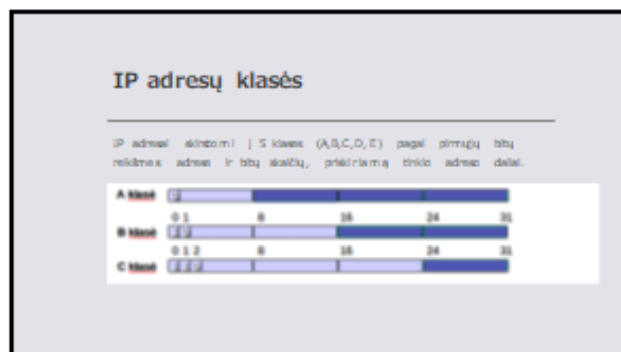 IP adresų klasės
IP adresai skirstomi į 5 klases (A,B,C,D,E) pagal pirmųjų bitų
reikšmes adrese ir bitų skaičių, priskiriamą tinklo adreso daliai.
A klasė
0 1 8 16 24 31
B klasė
0 1 2 8 16 24 31
C klasė